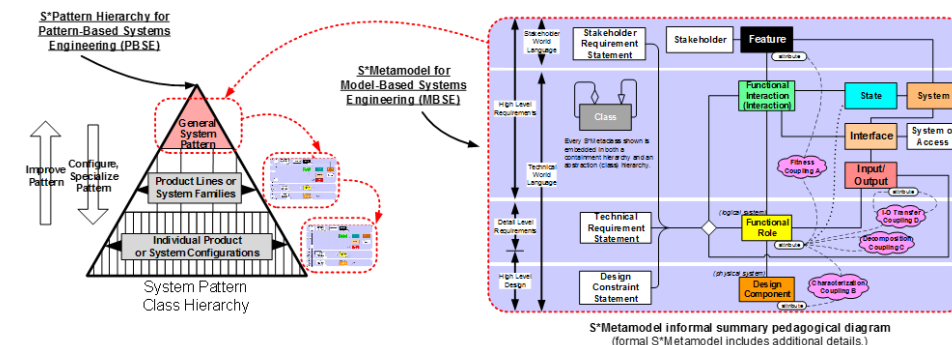 S*Pattern Hierarchy for
Pattern-Based Systems
Engineering (PBSE)
S*Metamodel for
Model-Based Systems
Engineering (MBSE)
General
System
Pattern
Improve
Pattern
Configure,
Specialize
Pattern
Product Lines or
System Families
Individual Product
or System Configurations
System Pattern
Class Hierarchy
Stakeholder
World
Language
High Level
Requirements
Technical
World
Language
Detail Level
Requirements
High Level
Design
Stakeholder
Requirement
Statement
Stakeholder
Feature
attribute
Functional
Interaction
(Interaction)
State
System
Class
Every S*Metaclass shown is
embedded in both a
containment hierarchy and an
abstraction (class) hierarchy.
Interface
System of
Access
Fitness
Coupling A
Input/
Output
attribute
I-O Transfer
Coupling D
Technical
Requirement
Statement
(logical system)
Functional
Role
attribute
Decomposition
Coupling C
Design
Constraint
Statement
(physical system)
Design
Component
attribute
Characterization
Coupling B
S*Metamodel informal summary pedagogical diagram
(formal S*Metamodel includes additional details.)